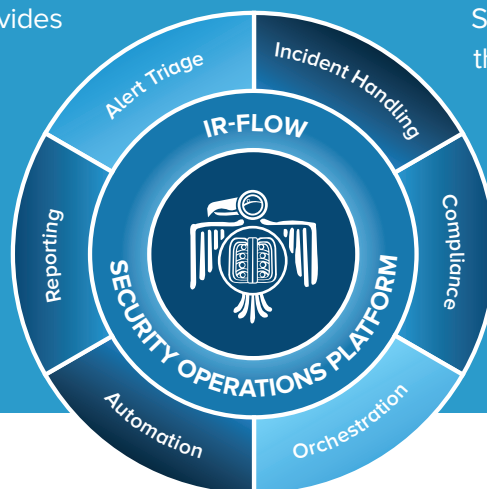 vides
S
th
Alert Triage
Incident Handling
IR-FLOW
Reporting
Compliance
SECURITY OPERATIONS PLATFORM
Automation
Orchestration